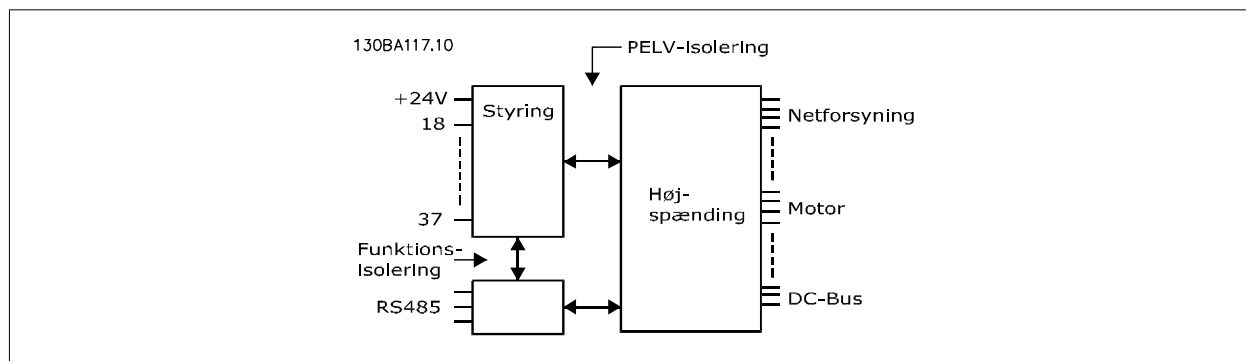 130BA117.10
PELV-isolering
+24V
Styring
18
Netforsyning
Høj-
spænding
37
Motor
Funktions-
isolering
RS485
DC-Bus